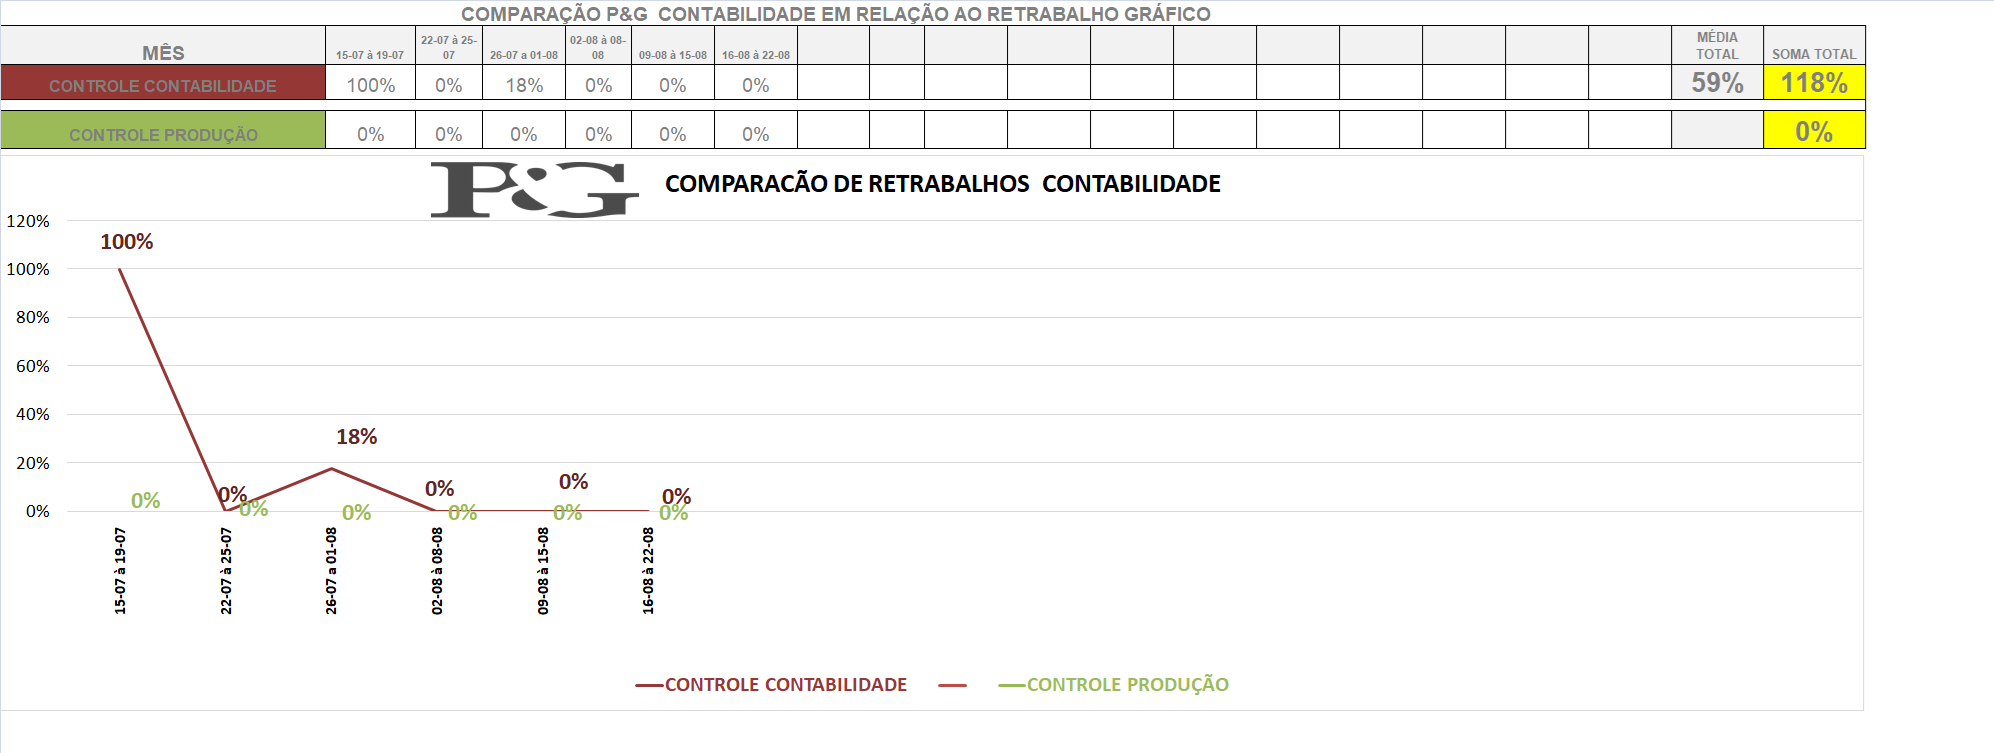 COMPARAÇÃO P&G  CONTABILIDADE EM RELAÇÃO AO RETRABALHO GRÁFICO
MÊS 15-07 à 19-07 22-07 à 25-07 26-07 a 01-08 02-08 à 08-08 09-08 à 15-08 16-08 à 22-08 MÉDIA TOTAL SOMA TOTAL
CONTROLE CONTABILIDADE 100% 0% 18% 0% 0% 0% 59% 118%
CONTROLE PRODUÇÃO 0% 0% 0% 0% 0% 0% 0%
P&G COMPARACÃO DE RETRABALHOS  CONTABILIDADE
120%
100%
100%
80%
60%
40%
18%
20%
0% 0% 0% 0%
0% 0% 0% 0% 0% 0%
0%
15-07 à 19-07
22-07 à 25-07
26-07 a 01-08
02-08 à 08-08
09-08 à 15-08
16-08 à 22-08
CONTROLE CONTABILIDADE CONTROLE PRODUÇÃO